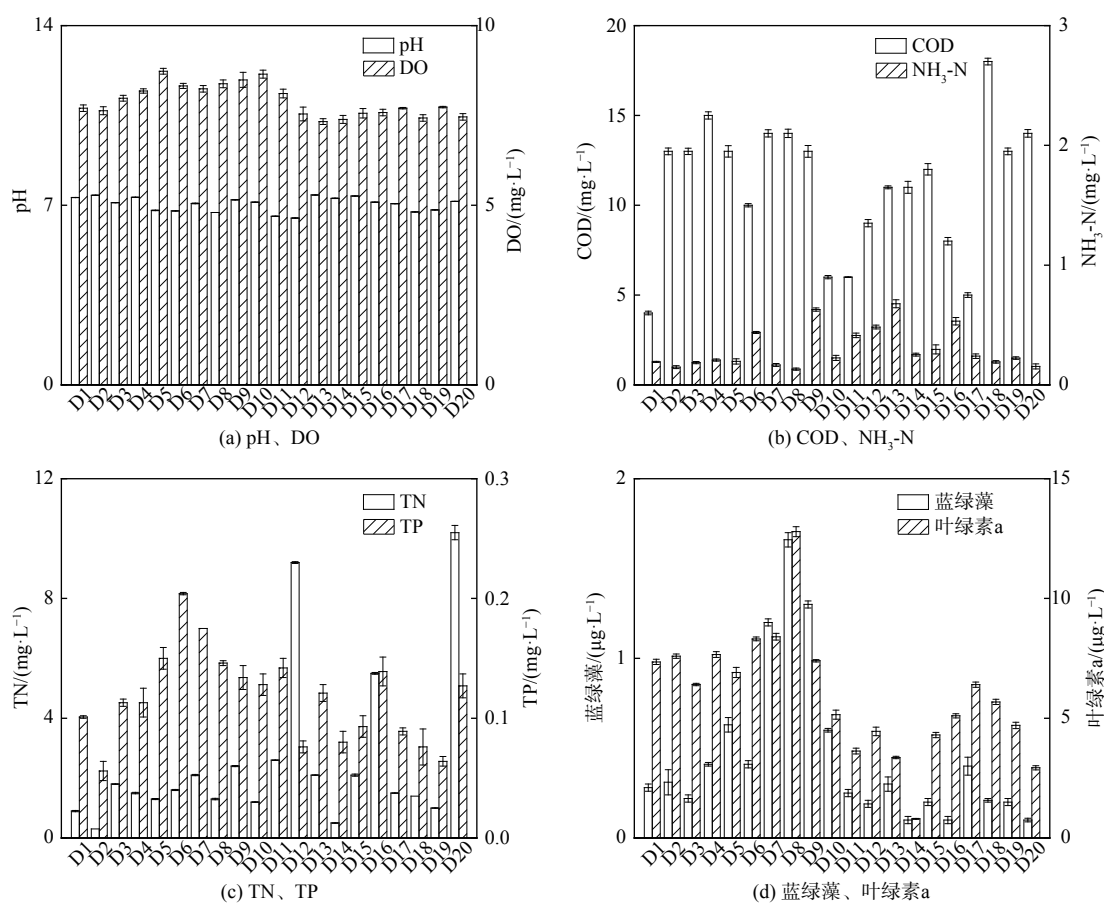 14
7
0
pH
pH
DO
10
5
0
DO/(mg·L⁻¹)
D1 D2 D3 D4 D5 D6 D7 D8 D9 D10 D11 D12 D13 D14 D15 D16 D17 D18 D19 D20
(a) pH、DO
20
15
10
5
0
COD/(mg·L⁻¹)
COD
NH₃-N
3
2
1
0
NH₃-N/(mg·L⁻¹)
D1 D2 D3 D4 D5 D6 D7 D8 D9 D10 D11 D12 D13 D14 D15 D16 D17 D18 D19 D20
(b) COD、NH₃-N
12
8
4
0
TN/(mg·L⁻¹)
TN
TP
0.3
0.2
0.1
0.0
TP/(mg·L⁻¹)
D1 D2 D3 D4 D5 D6 D7 D8 D9 D10 D11 D12 D13 D14 D15 D16 D17 D18 D19 D20
(c) TN、TP
2
1
0
蓝绿藻/(μg·L⁻¹)
蓝绿藻
叶绿素a
15
10
5
0
叶绿素a/(μg·L⁻¹)
D1 D2 D3 D4 D5 D6 D7 D8 D9 D10 D11 D12 D13 D14 D15 D16 D17 D18 D19 D20
(d) 蓝绿藻、叶绿素a